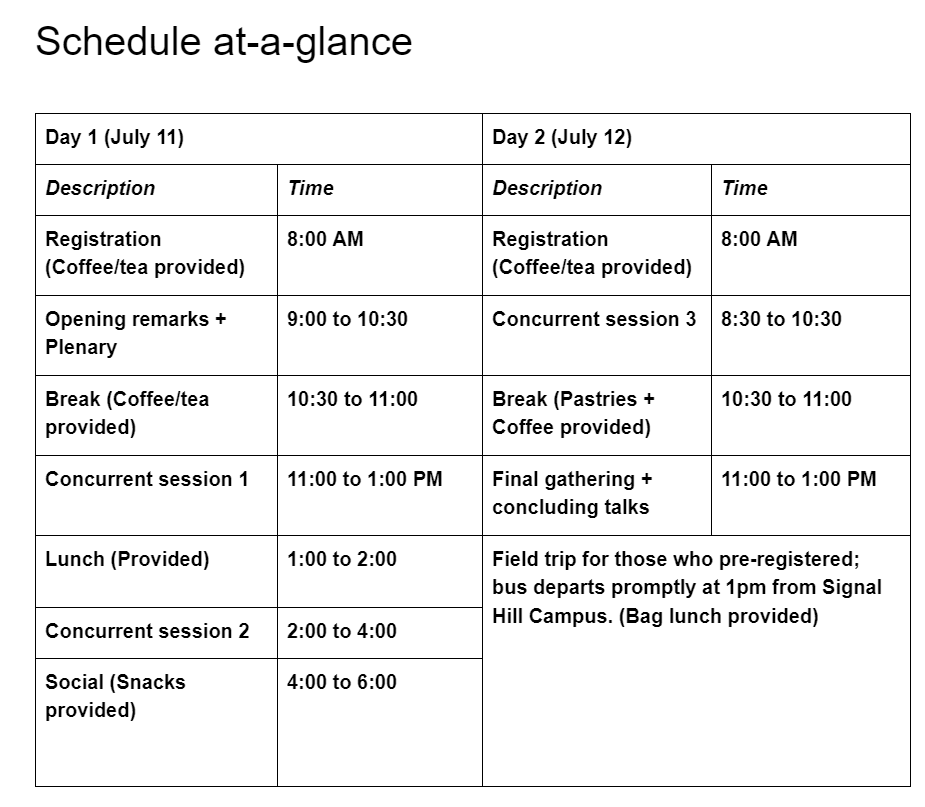 Schedule at-a-glance
Day 1 (July 11)
Day 2 (July 12)
Description
Time
Description
Time
Registration
(Coffee/tea provided)
8:00 AM
Registration
(Coffee/tea provided)
8:00 AM
Opening remarks +
Plenary
9:00 to 10:30
Concurrent session 3
8:30 to 10:30
Break (Coffee/tea
provided)
10:30 to 11:00
Break (Pastries +
Coffee provided)
10:30 to 11:00
Concurrent session 1
11:00 to 1:00 PM
Final gathering +
concluding talks
11:00 to 1:00 PM
Lunch (Provided)
1:00 to 2:00
Field trip for those who pre-registered;
bus departs promptly at 1pm from Signal
Hill Campus. (Bag lunch provided)
Concurrent session 2
2:00 to 4:00
Social (Snacks
provided)
4:00 to 6:00